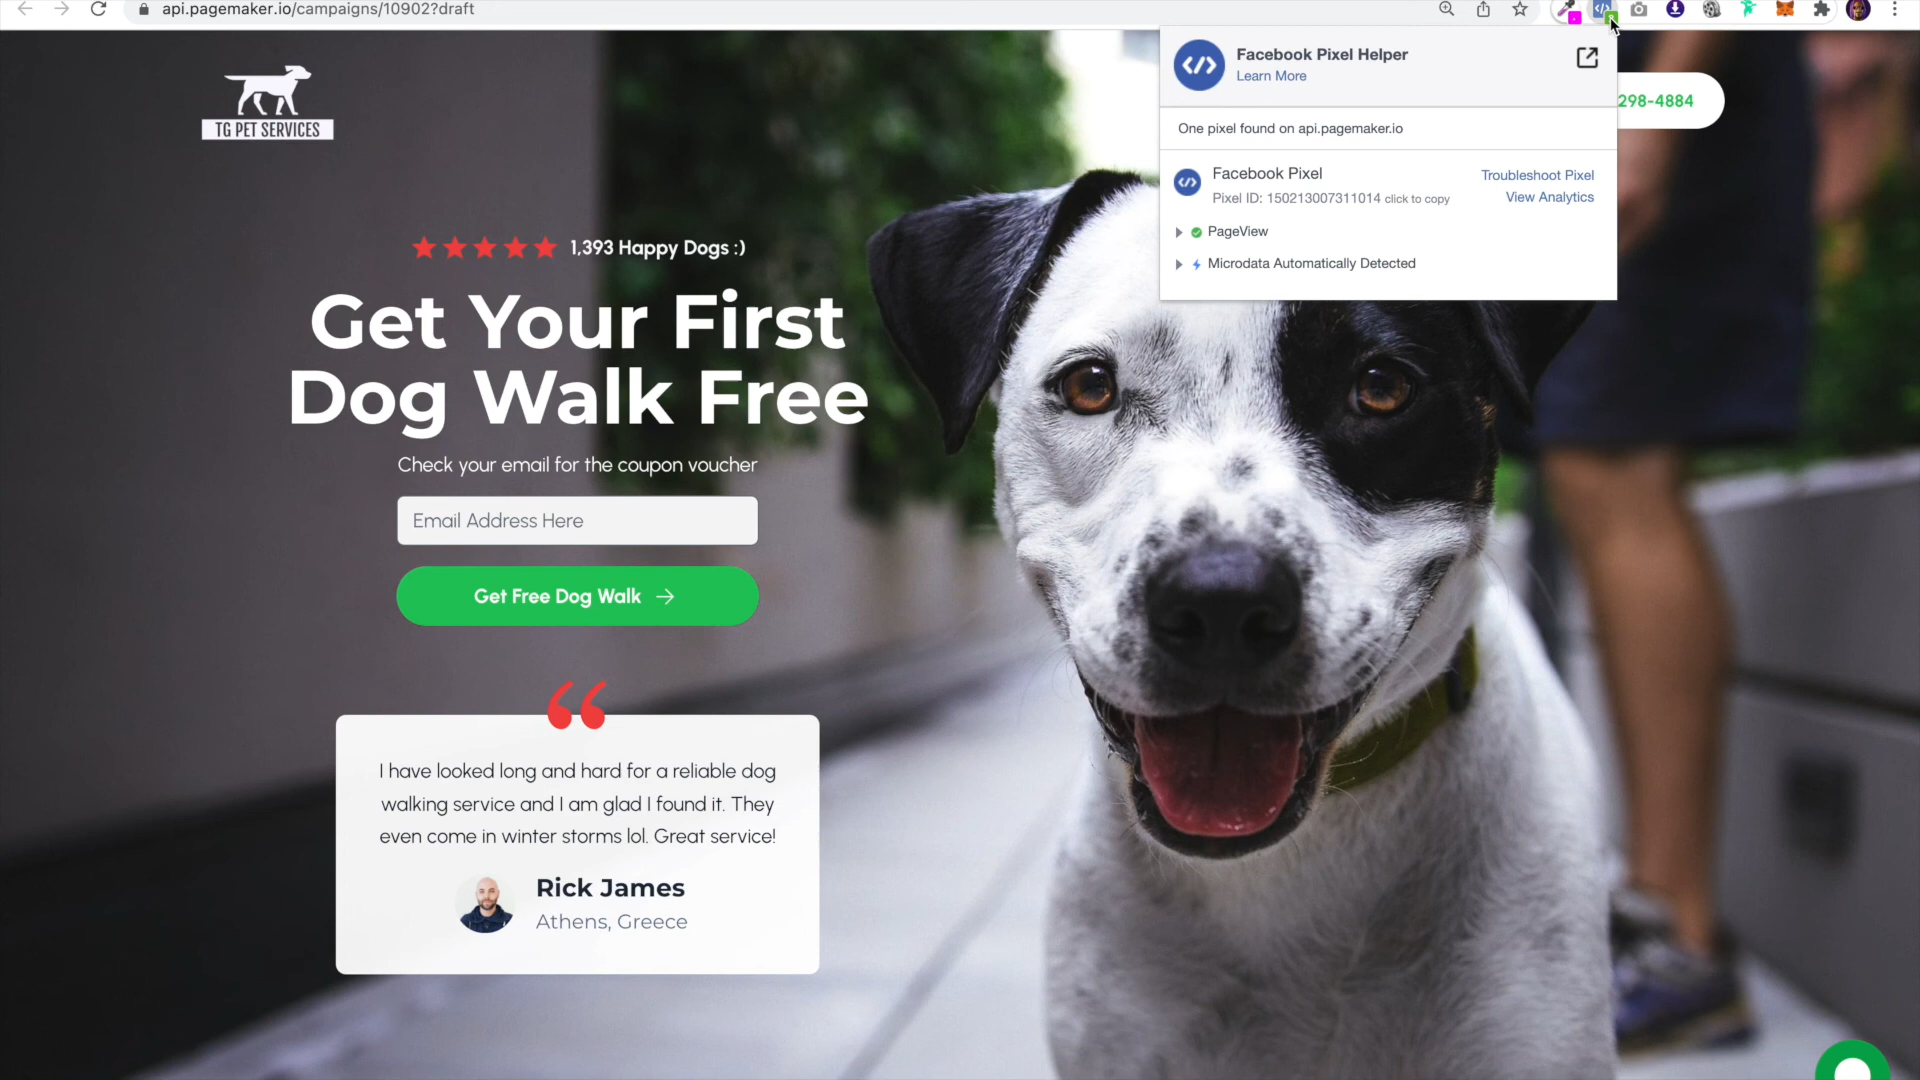 api.pagemaker.io/campaigns/10902?draft
Facebook Pixel Helper
Learn More
298-4884
TG PET SERVICES
One pixel found on api.pagemaker.io
Facebook Pixel
Troubleshoot Pixel
Pixel ID: 150213007311014 click to copy
View Analytics
PageView
Microdata Automatically Detected
1,393 Happy Dogs :)
Get Your First
Dog Walk Free
Check your email for the coupon voucher
Email Address Here
Get Free Dog Walk
I have looked long and hard for a reliable dog
walking service and I am glad I found it. They
even come in winter storms lol. Great service!
Rick James
Athens, Greece